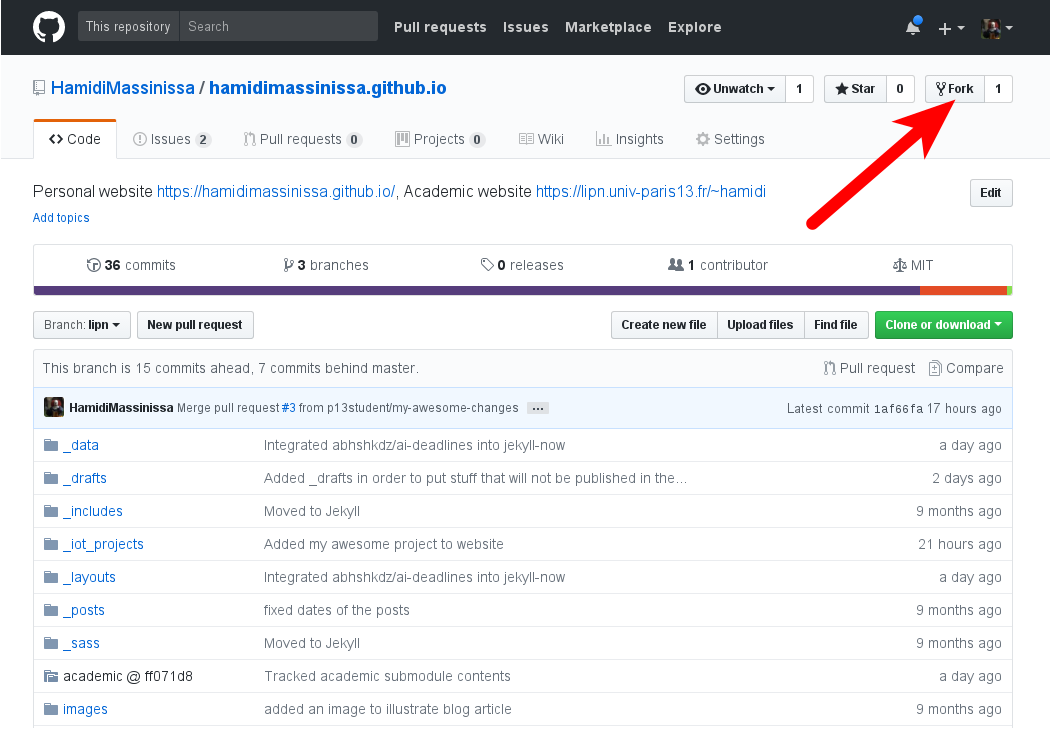 This repository Search Pull requests Issues Marketplace Explore
HamidiMassinissa / hamidimassinissa.github.io Unwatch 1 Star 0 Fork 1
Code Issues 2 Pull requests 0 Projects 0 Wiki Insights Settings
Personal website https://hamidimassinissa.github.io/, Academic website https://lipn.univ-paris13.fr/~hamidi Edit
Add topics
36 commits 3 branches 0 releases 1 contributor MIT
Branch: lipn New pull request Create new file Upload files Find file Clone or download
This branch is 15 commits ahead, 7 commits behind master. Pull request Compare
HamidiMassinissa Merge pull request #3 from p13student/my-awesome-changes ... Latest commit 1af66fa 17 hours ago
_data Integrated abhshkdz/ai-deadlines into jekyll-now a day ago
_drafts Added _drafts in order to put stuff that will not be published in the... 2 days ago
_includes Moved to Jekyll 9 months ago
_iot_projects Added my awesome project to website 21 hours ago
_layouts Integrated abhshkdz/ai-deadlines into jekyll-now a day ago
_posts fixed dates of the posts 9 months ago
_sass Moved to Jekyll 9 months ago
academic @ ff071d8 Tracked academic submodule contents a day ago
images added an image to illustrate blog article 9 months ago